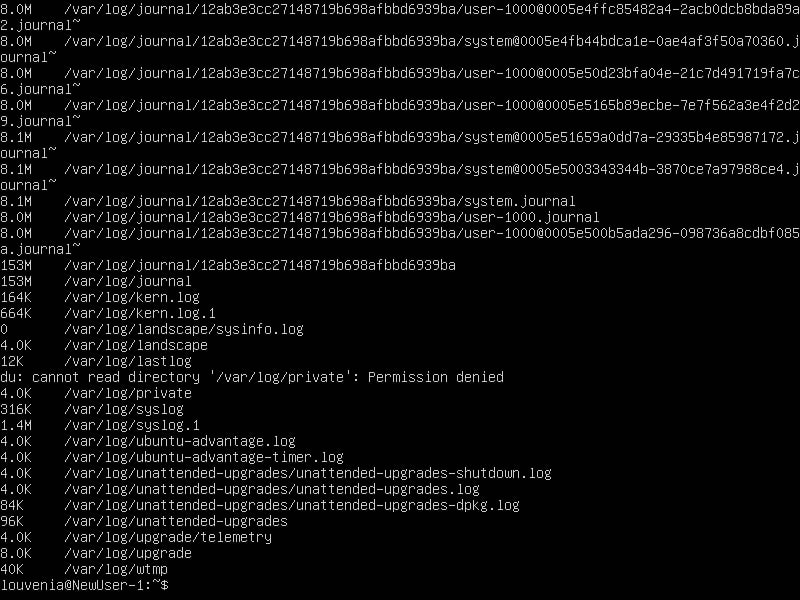 8.0M    /var/log/journal/12ab3e3cc27148719b698afbbd6939ba/user-1000@0005e4ffc85482a4-2acb0dcb8bda89a
2.journal~
8.0M    /var/log/journal/12ab3e3cc27148719b698afbbd6939ba/system@0005e4fb44bdca1e-0ae4af3f50a70360.j
ournal~
8.0M    /var/log/journal/12ab3e3cc27148719b698afbbd6939ba/user-1000@0005e50d23bfa04e-21c7d491719fa7c
6.journal~
8.0M    /var/log/journal/12ab3e3cc27148719b698afbbd6939ba/user-1000@0005e5165b89ecbe-7e7f562a3e4f2d2
9.journal~
8.1M    /var/log/journal/12ab3e3cc27148719b698afbbd6939ba/system@0005e51659a0dd7a-29335b4e85987172.j
ournal~
8.1M    /var/log/journal/12ab3e3cc27148719b698afbbd6939ba/system@0005e5003343344b-3870ce7a97988ce4.j
ournal~
8.1M    /var/log/journal/12ab3e3cc27148719b698afbbd6939ba/system.journal
8.0M    /var/log/journal/12ab3e3cc27148719b698afbbd6939ba/user-1000.journal
8.0M    /var/log/journal/12ab3e3cc27148719b698afbbd6939ba/user-1000@0005e500b5ada296-098736a8cdbf085
a.journal~
153M    /var/log/journal/12ab3e3cc27148719b698afbbd6939ba
153M    /var/log/journal
164K    /var/log/kern.log
664K    /var/log/kern.log.1
0       /var/log/landscape/sysinfo.log
4.0K    /var/log/landscape
12K     /var/log/lastlog
du: cannot read directory '/var/log/private': Permission denied
4.0K    /var/log/private
316K    /var/log/syslog
1.4M    /var/log/syslog.1
4.0K    /var/log/ubuntu-advantage.log
4.0K    /var/log/ubuntu-advantage-timer.log
4.0K    /var/log/unattended-upgrades/unattended-upgrades-shutdown.log
4.0K    /var/log/unattended-upgrades/unattended-upgrades.log
84K     /var/log/unattended-upgrades/unattended-upgrades-dpkg.log
96K     /var/log/unattended-upgrades
4.0K    /var/log/upgrade/telemetry
8.0K    /var/log/upgrade
40K     /var/log/wtmp
louvenia@NewUser-1:~$